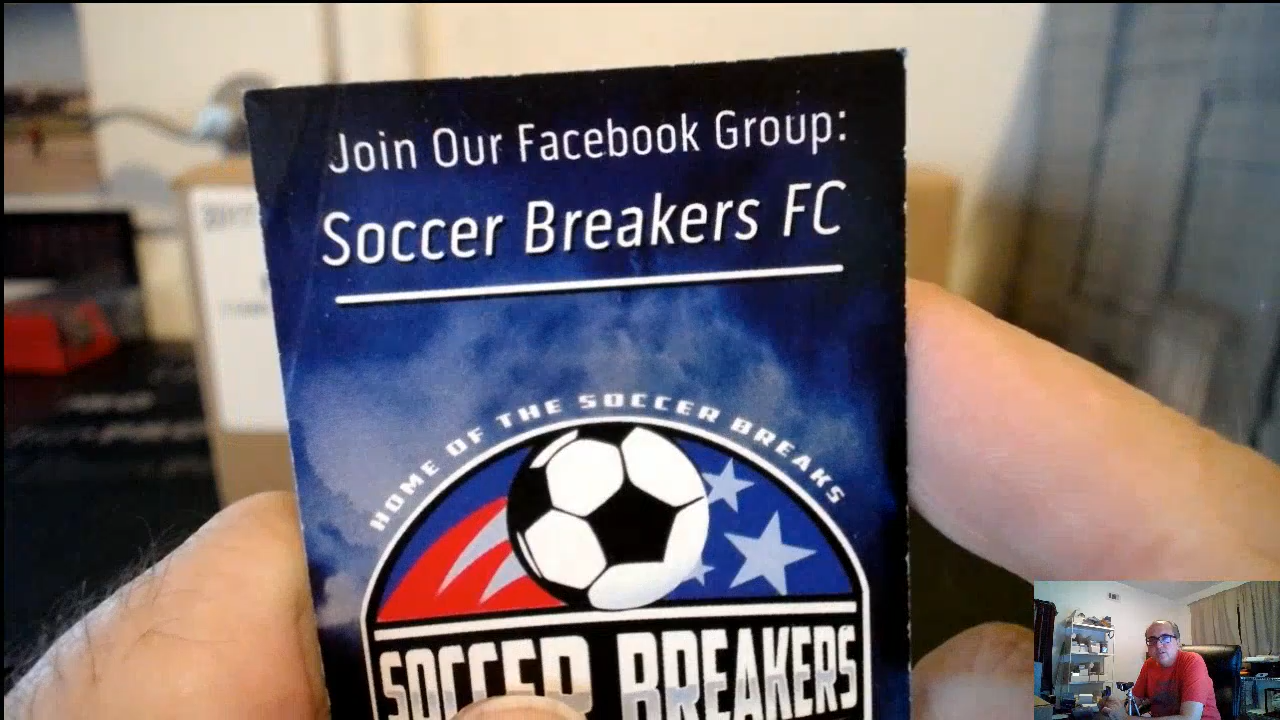 Join Our Facebook Group:
Soccer Breakers FC
HOME OF THE SOCCER BREAKS
SOCCER BREAKERS